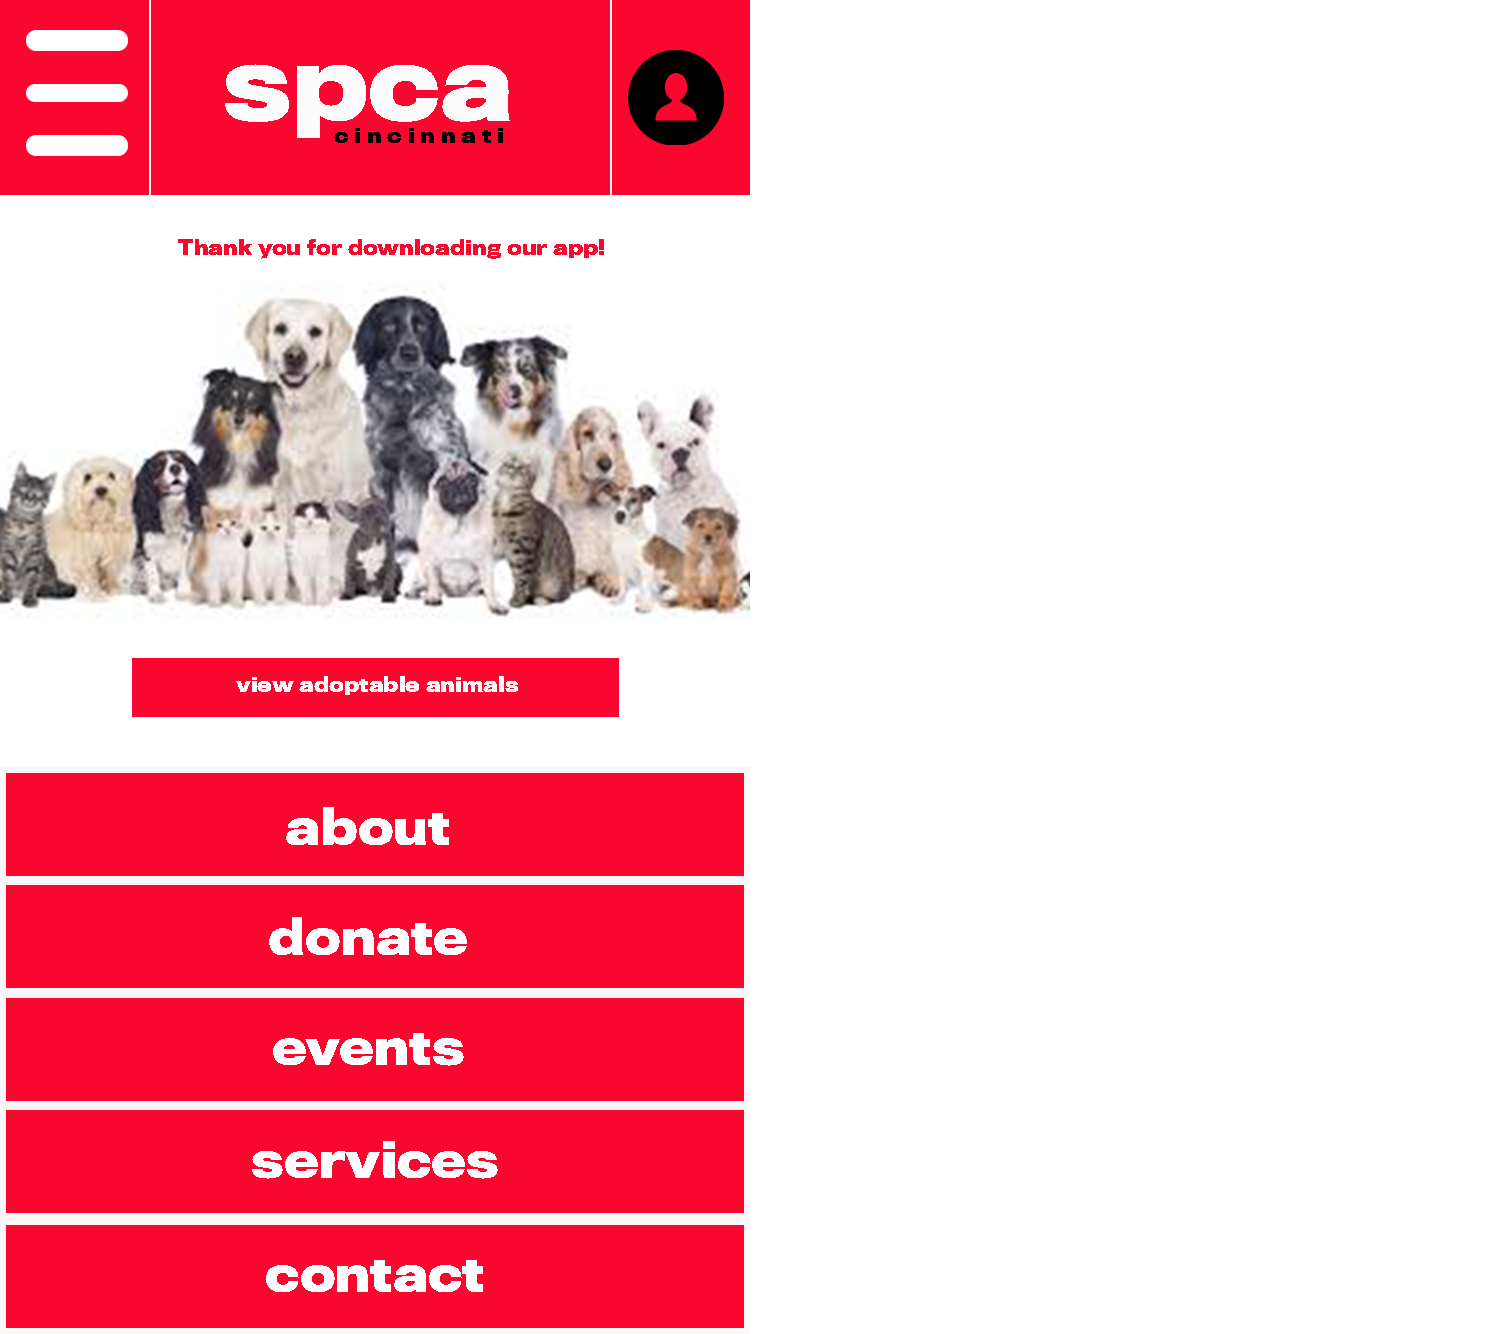 spca
cincinnati
Thank you for downloading our app!
view adoptable animals
about
donate
events
services
contact